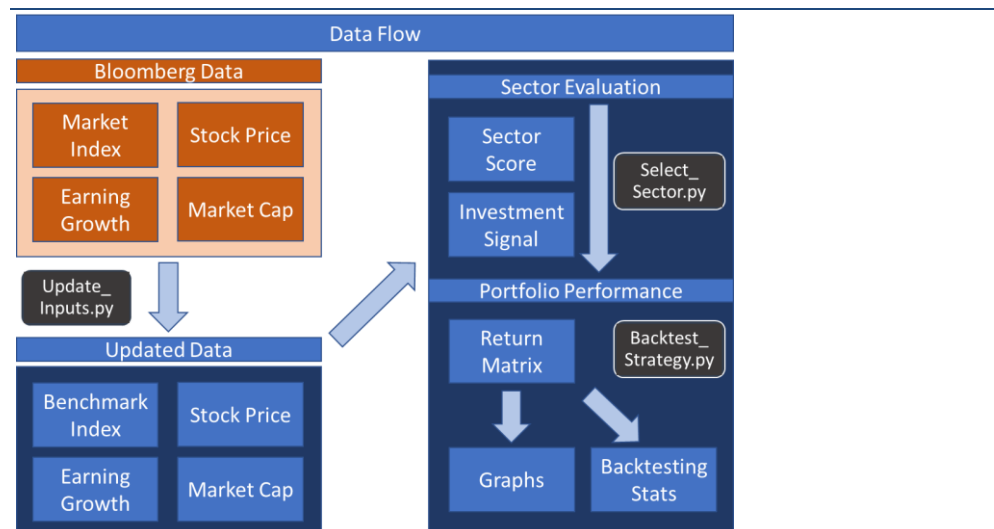 Data Flow
Bloomberg Data
Market
Index
Stock Price
Earning
Growth
Market Cap
Update_
Inputs.py
Updated Data
Benchmark
Index
Stock Price
Earning
Growth
Market Cap
Sector Evaluation
Sector
Score
Select_
Sector.py
Investment
Signal
Portfolio Performance
Return
Matrix
Backtest_
Strategy.py
Graphs
Backtesting
Stats